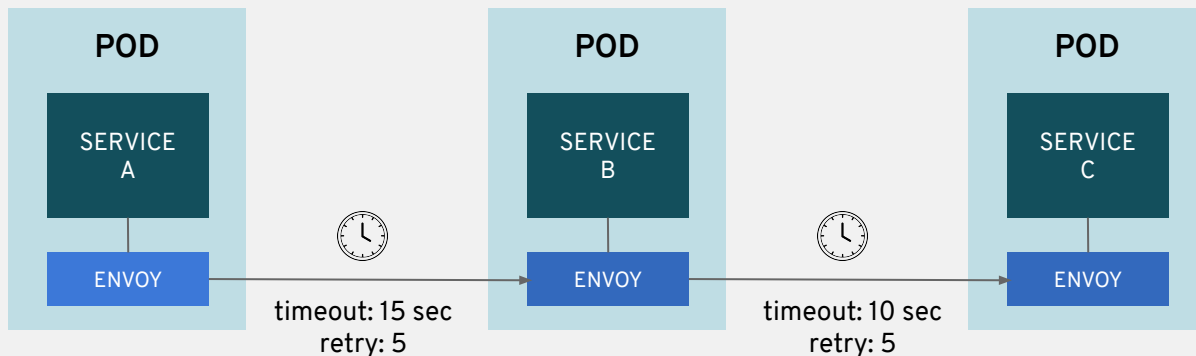 POD
SERVICE
A
ENVOY
timeout: 15 sec
retry: 5
POD
SERVICE
B
ENVOY
timeout: 10 sec
retry: 5
POD
SERVICE
C
ENVOY